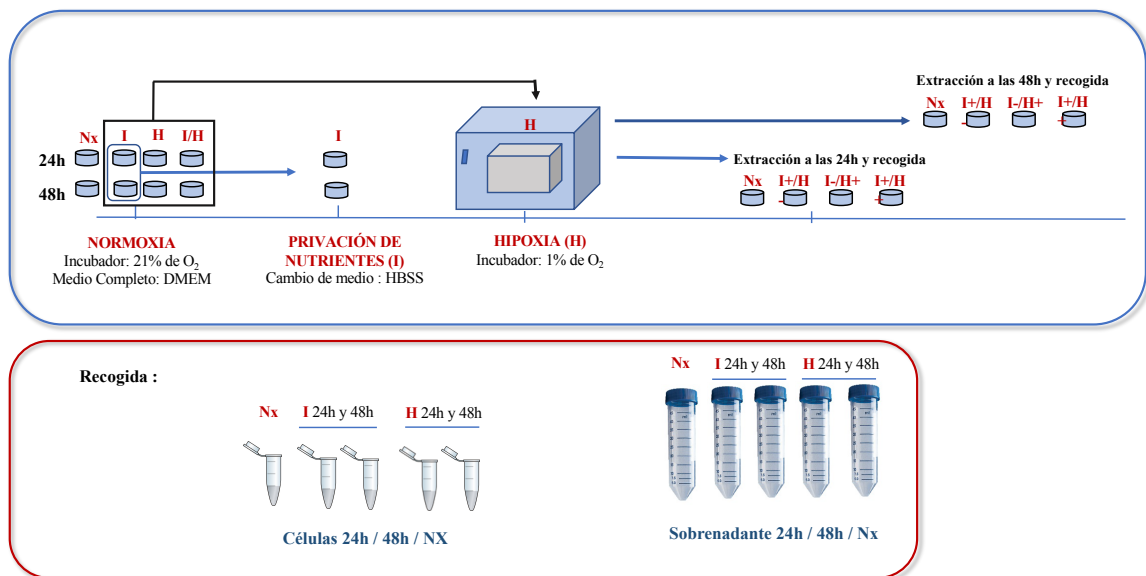 Extracción a las 48h y recogida
Nx I+/H- I-/H+ I+/H+
H
Nx I H I/H
I
24h
48h
Extracción a las 24h y recogida
Nx I+/H- I-/H+ I+/H+
NORMOXIA
Incubador: 21% de O₂
Medio Completo: DMEM
PRIVACIÓN DE
NUTRIENTES (I)
Cambio de medio : HBSS
HIPOXIA (H)
Incubador: 1% de O₂
Recogida :
Nx I 24h y 48h H 24h y 48h
Células 24h / 48h / NX
Nx I 24h y 48h H 24h y 48h
Sobrenadante 24h / 48h / Nx